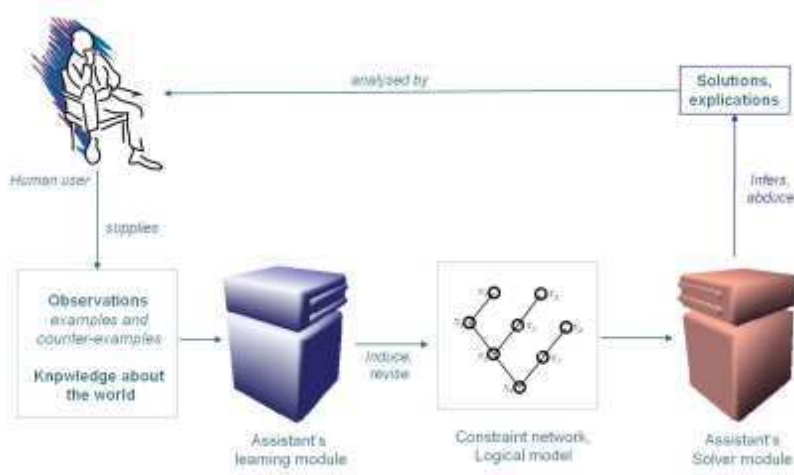 analysed by
Solutions,
explications
Human user
Infers,
abduce
supplies
Observations
examples and
counter-examples
Knpwledge about
the world
Induce,
revise
Assistant's
learning module
Constraint network,
Logical model
Assistant's
Solver module